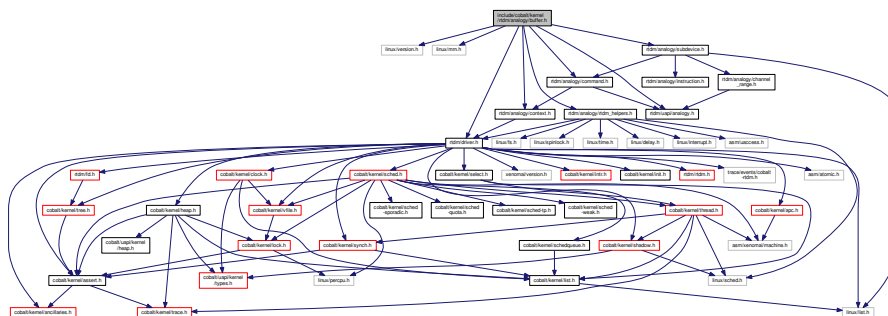 include/cobalt/kernel
/rtdm/analogy/buffer.h
linux/version.h
linux/mm.h
rtdm/analogy/subdevice.h
rtdm/analogy/command.h
rtdm/analogy/instruction.h
rtdm/analogy/channel
_range.h
rtdm/analogy/context.h
rtdm/analogy/rtdm_helpers.h
rtdm/uapi/analogy.h
rtdm/driver.h
linux/fs.h
linux/spinlock.h
linux/time.h
linux/delay.h
linux/interrupt.h
asm/uaccess.h
rtdm/fd.h
cobalt/kernel/clock.h
cobalt/kernel/sched.h
cobalt/kernel/select.h
xenomai/version.h
cobalt/kernel/intr.h
cobalt/kernel/init.h
rtdm/rtdm.h
trace/events/cobalt
-rtdm.h
asm/atomic.h
cobalt/kernel/tree.h
cobalt/kernel/heap.h
cobalt/kernel/vfile.h
cobalt/kernel/sched
-sporadic.h
cobalt/kernel/sched
-quota.h
cobalt/kernel/sched-tp.h
cobalt/kernel/sched
-weak.h
cobalt/kernel/thread.h
cobalt/kernel/apc.h
cobalt/uapi/kernel
/heap.h
cobalt/kernel/lock.h
cobalt/kernel/synch.h
cobalt/kernel/schedqueue.h
cobalt/kernel/shadow.h
asm/xenomai/machine.h
cobalt/kernel/assert.h
cobalt/uapi/kernel
/types.h
linux/percpu.h
cobalt/kernel/list.h
linux/sched.h
cobalt/kernel/ancillaries.h
cobalt/kernel/trace.h
linux/list.h